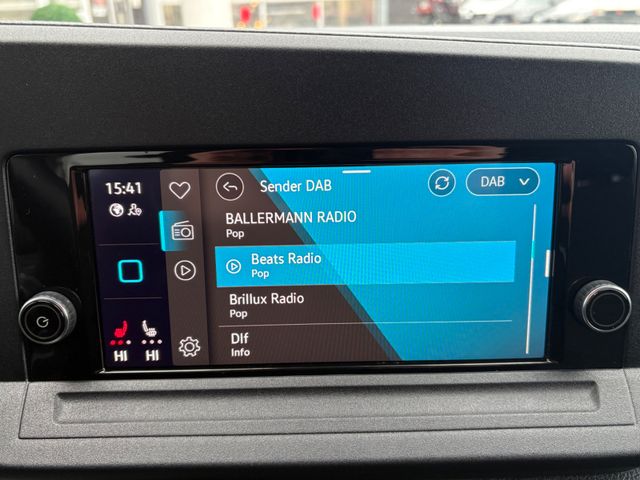 15:41
Sender DAB
DAB
BALLERMANN RADIO
Pop
Beats Radio
Pop
Brillux Radio
Pop
Dlf
Info
HI HI